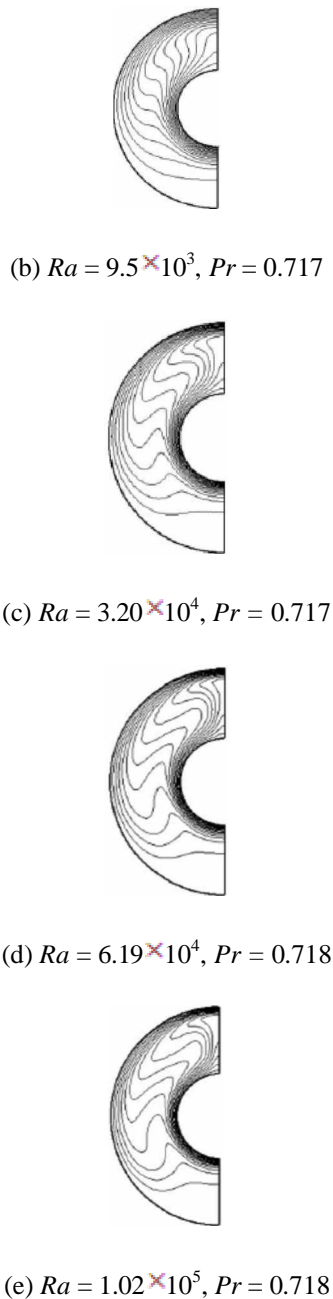 (b) Ra = 9.5 × 10³, Pr = 0.717
(c) Ra = 3.20 × 10⁴, Pr = 0.717
(d) Ra = 6.19 × 10⁴, Pr = 0.718
(e) Ra = 1.02 × 10⁵, Pr = 0.718